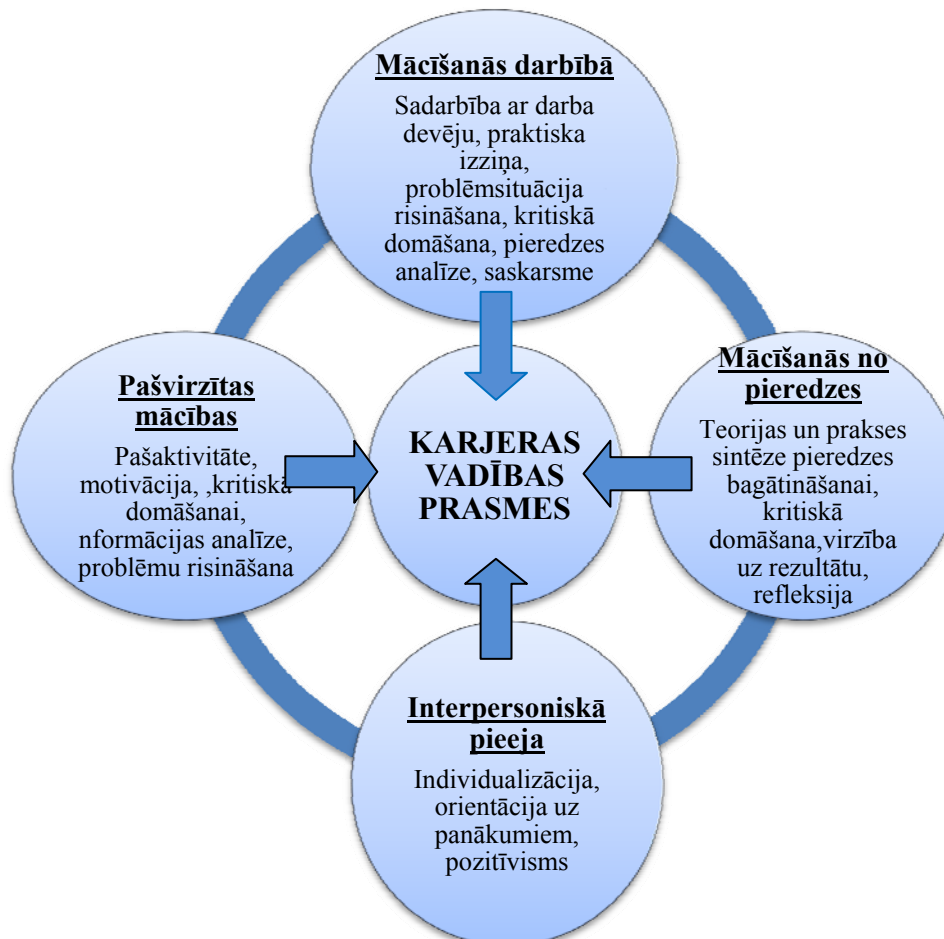 Mācīšanās darbībā
Sadarbība ar darba
devēju, praktiska
izziņa,
problēmsituācija
risināšana, kritiskā
domāšana, pieredzes
analīze, saskarsme
Pašvirzītas
mācības
Pašaktivitāte,
motivācija, ,kritiskā
domāšanai,
nformācijas analīze,
problēmu risināšana
KARJERAS
VADĪBAS
PRASMES
Mācīšanās no
pieredzes
Teorijas un prakses
sintēze pieredzes
bagātināšanai,
kritiskā
domāšana,virzība
uz rezultātu,
refleksija
Interpersoniskā
pieeja
Individualizācija,
orientācija uz
panākumiem,
pozitīvisms